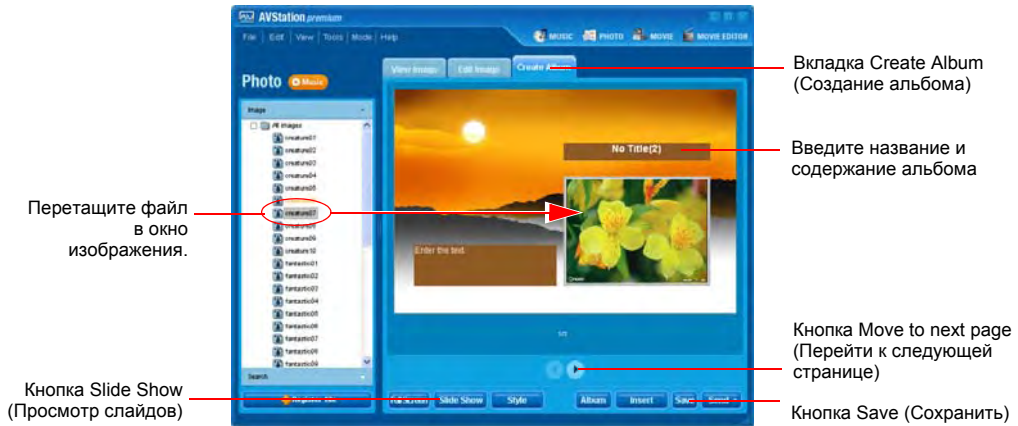 AVStation premium
File Edit View Tools Mode Help
MUSIC PHOTO MOVIE MOVIE EDITOR
Photo Music
View Image Edit Image Create Album
Вкладка Create Album
(Создание альбома)
Image
All Images
creature01
creature02
creature03
creature04
creature05
creature07
creature09
creature10
fantastic01
fantastic02
fantastic03
fantastic04
fantastic05
fantastic06
fantastic07
fantastic08
fantastic09
Search
No Title(2)
Введите название и
содержание альбома
Перетащите файл
в окно
изображения.
Enter the text.
Кнопка Move to next page
(Перейти к следующей
странице)
Кнопка Slide Show
(Просмотр слайдов)
Full Screen Slide Show Style Album Insert Save
Кнопка Save (Сохранить)